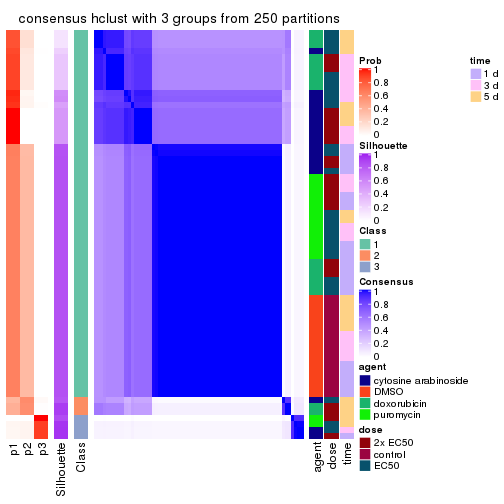 consensus hclust with 3 groups from 250 partitions
Prob
1
0.8
0.6
0.4
0.2
0
time
1 d
3 d
5 d
Silhouette
1
0.8
0.6
0.4
0.2
0
Class
1
2
3
Consensus
1
0.8
0.6
0.4
0.2
0
agent
cytosine arabinoside
DMSO
doxorubicin
puromycin
dose
2x EC50
control
EC50
p1
p2
p3
Silhouette
Class
agent
dose
time